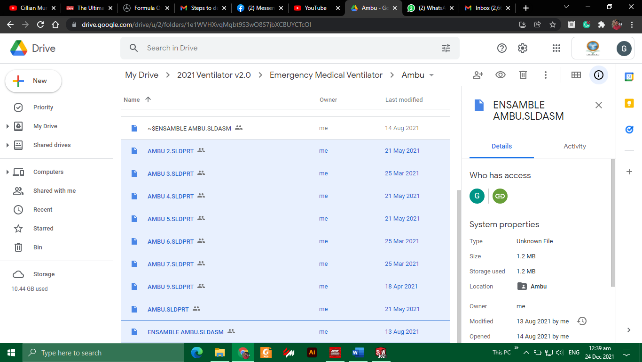 Gillian Mus
The Ultime
Formula C
Steps to d
(2) Messe
YouTube
Ambu - Go
(2) WhatsA
Inbox (2,6
drive.google.com/drive/u/2/folders/
Drive
Search in Drive
New
My Drive > 2021 Ventilator v2.0 > Emergency Medical Ventilator > Ambu
Priority
My Drive
Shared drives
Computers
Shared with me
Recent
Starred
Bin
Storage
10.44 GB used
Name
Owner
Last modified
~$ENSAMBLE AMBU.SLDASM me 14 Aug 2021
AMBU 2.SLDPRT me 21 May 2021
AMBU 3.SLDPRT me 25 Mar 2021
AMBU 4.SLDPRT me 21 May 2021
AMBU 5.SLDPRT me 21 May 2021
AMBU 6.SLDPRT me 25 Mar 2021
AMBU 7.SLDPRT me 25 Mar 2021
AMBU 9.SLDPRT me 18 Apr 2021
AMBU.SLDPRT me 21 May 2021
ENSAMBLE AMBU.SLDASM me 13 Aug 2021
ENSAMBLE
AMBU.SLDASM
Details
Activity
Who has access
G
GD
System properties
Type Unknown File
Size 1.2 MB
Storage used 1.2 MB
Location Ambu
Owner me
Modified 13 Aug 2021 by me
Opened 14 Aug 2021 by me
Type here to search
This PC
ENG
12:39 am
24 Dec 2021